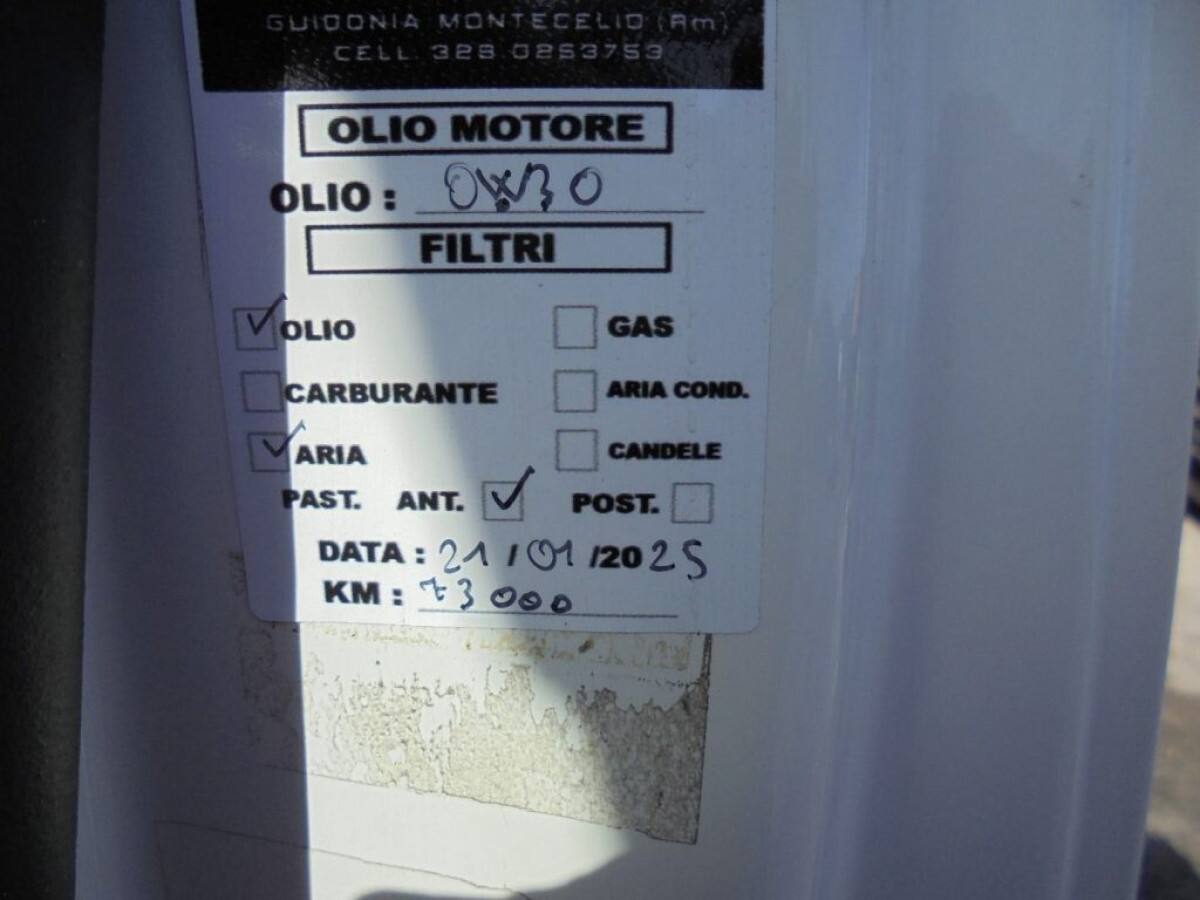 GUIDONIA MONTECELIO (Rm)
CELL. 328 0253753
OLIO MOTORE
OLIO : 0W30
FILTRI
OLIO GAS
CARBURANTE ARIA COND.
ARIA CANDELE
PAST. ANT. POST.
DATA : 21 / 01 /2025
KM : 73000